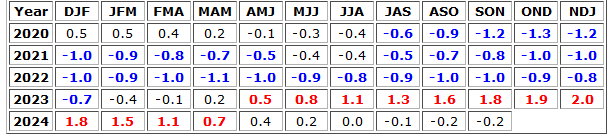 Year DJF JFM FMA MAM AMJ MJJ JJA JAS ASO SON OND NDJ
2020 0.5 0.5 0.4 0.2 -0.1 -0.3 -0.4 -0.6 -0.9 -1.2 -1.3 -1.2
2021 -1.0 -0.9 -0.8 -0.7 -0.5 -0.4 -0.4 -0.5 -0.7 -0.8 -1.0 -1.0
2022 -1.0 -0.9 -1.0 -1.1 -1.0 -0.9 -0.8 -0.9 -1.0 -1.0 -0.9 -0.8
2023 -0.7 -0.4 -0.1 0.2 0.5 0.8 1.1 1.3 1.6 1.8 1.9 2.0
2024 1.8 1.5 1.1 0.7 0.4 0.2 0.0 -0.1 -0.2 -0.2